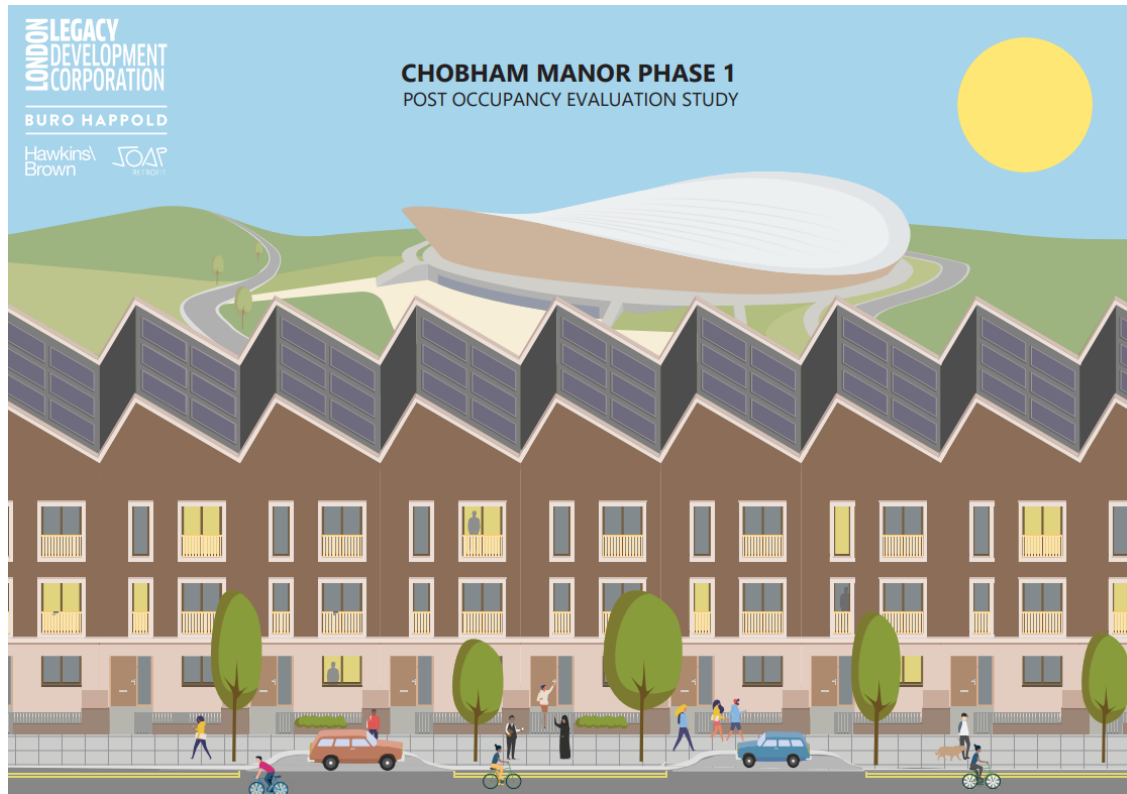 LONDON
LEGACY
DEVELOPMENT
CORPORATION
BURO HAPPOLD
Hawkins\
Brown
SOAP
RETROFIT
CHOBHAM MANOR PHASE 1
POST OCCUPANCY EVALUATION STUDY